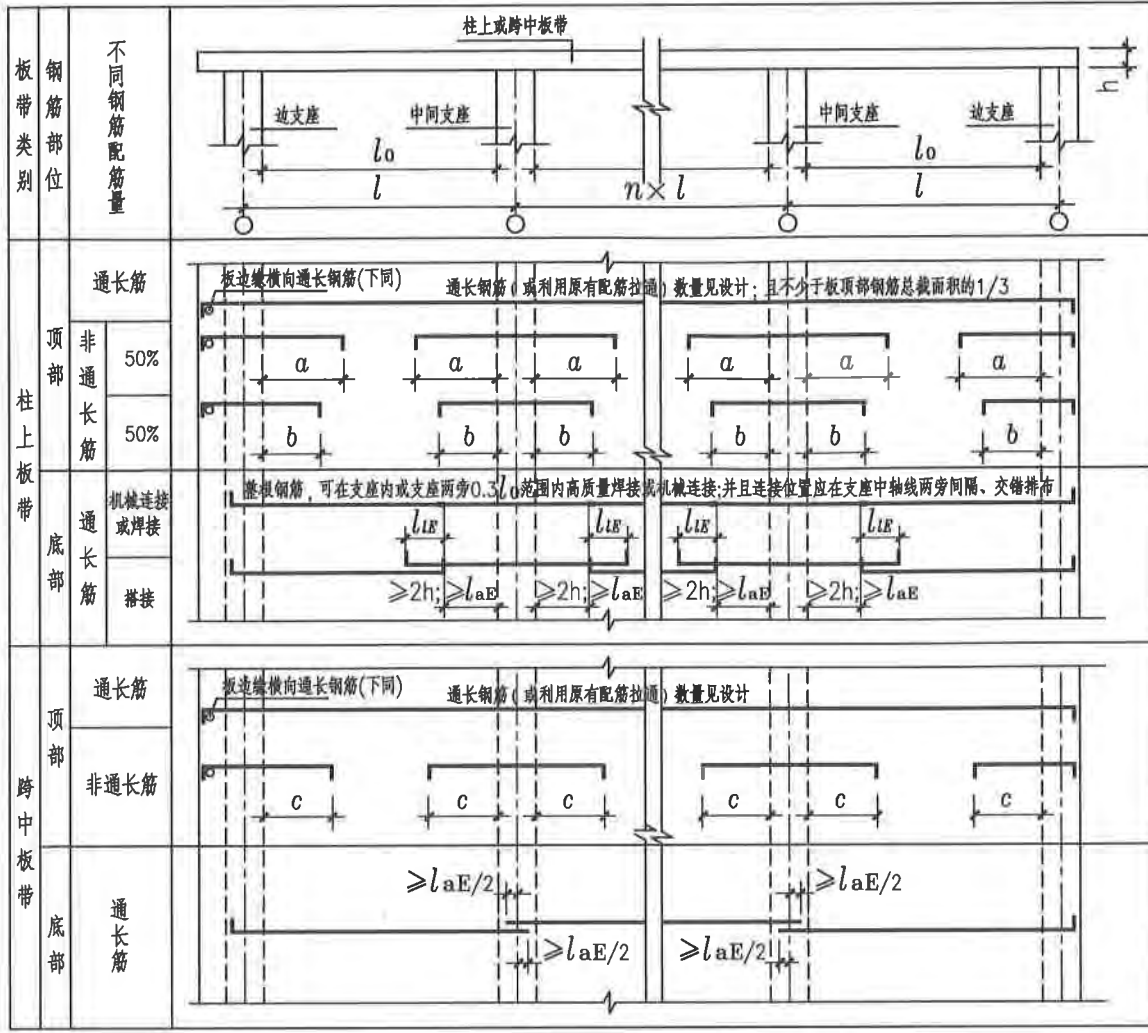 板带类别
钢筋部位
不同钢筋配筋量
柱上或跨中板带
h
边支座
中间支座
中间支座
边支座
l0
l0
l
n×l
l
柱上板带
顶部
通长筋
板边缘横向通长钢筋(下同)
通长钢筋(或利用原有配筋拉通)数量见设计;且不少于板顶部钢筋总截面积的1/3
非通长筋
50%
a
a
a
a
a
a
50%
b
b
b
b
b
b
底部
通长筋
机械连接或焊接
整根钢筋,可在支座内或支座两旁0.3l0范围内高质量焊接或机械连接;并且连接位置应在支座中轴线两旁间隔、交错排布
搭接
llE
llE
llE
llE
≥2h;≥laE
≥2h;≥laE
≥2h;≥laE
≥2h;≥laE
跨中板带
顶部
通长筋
板边缘横向通长钢筋(下同)
通长钢筋(或利用原有配筋拉通)数量见设计
非通长筋
c
c
c
c
c
c
底部
通长筋
≥laE/2
≥laE/2
≥laE/2
≥laE/2